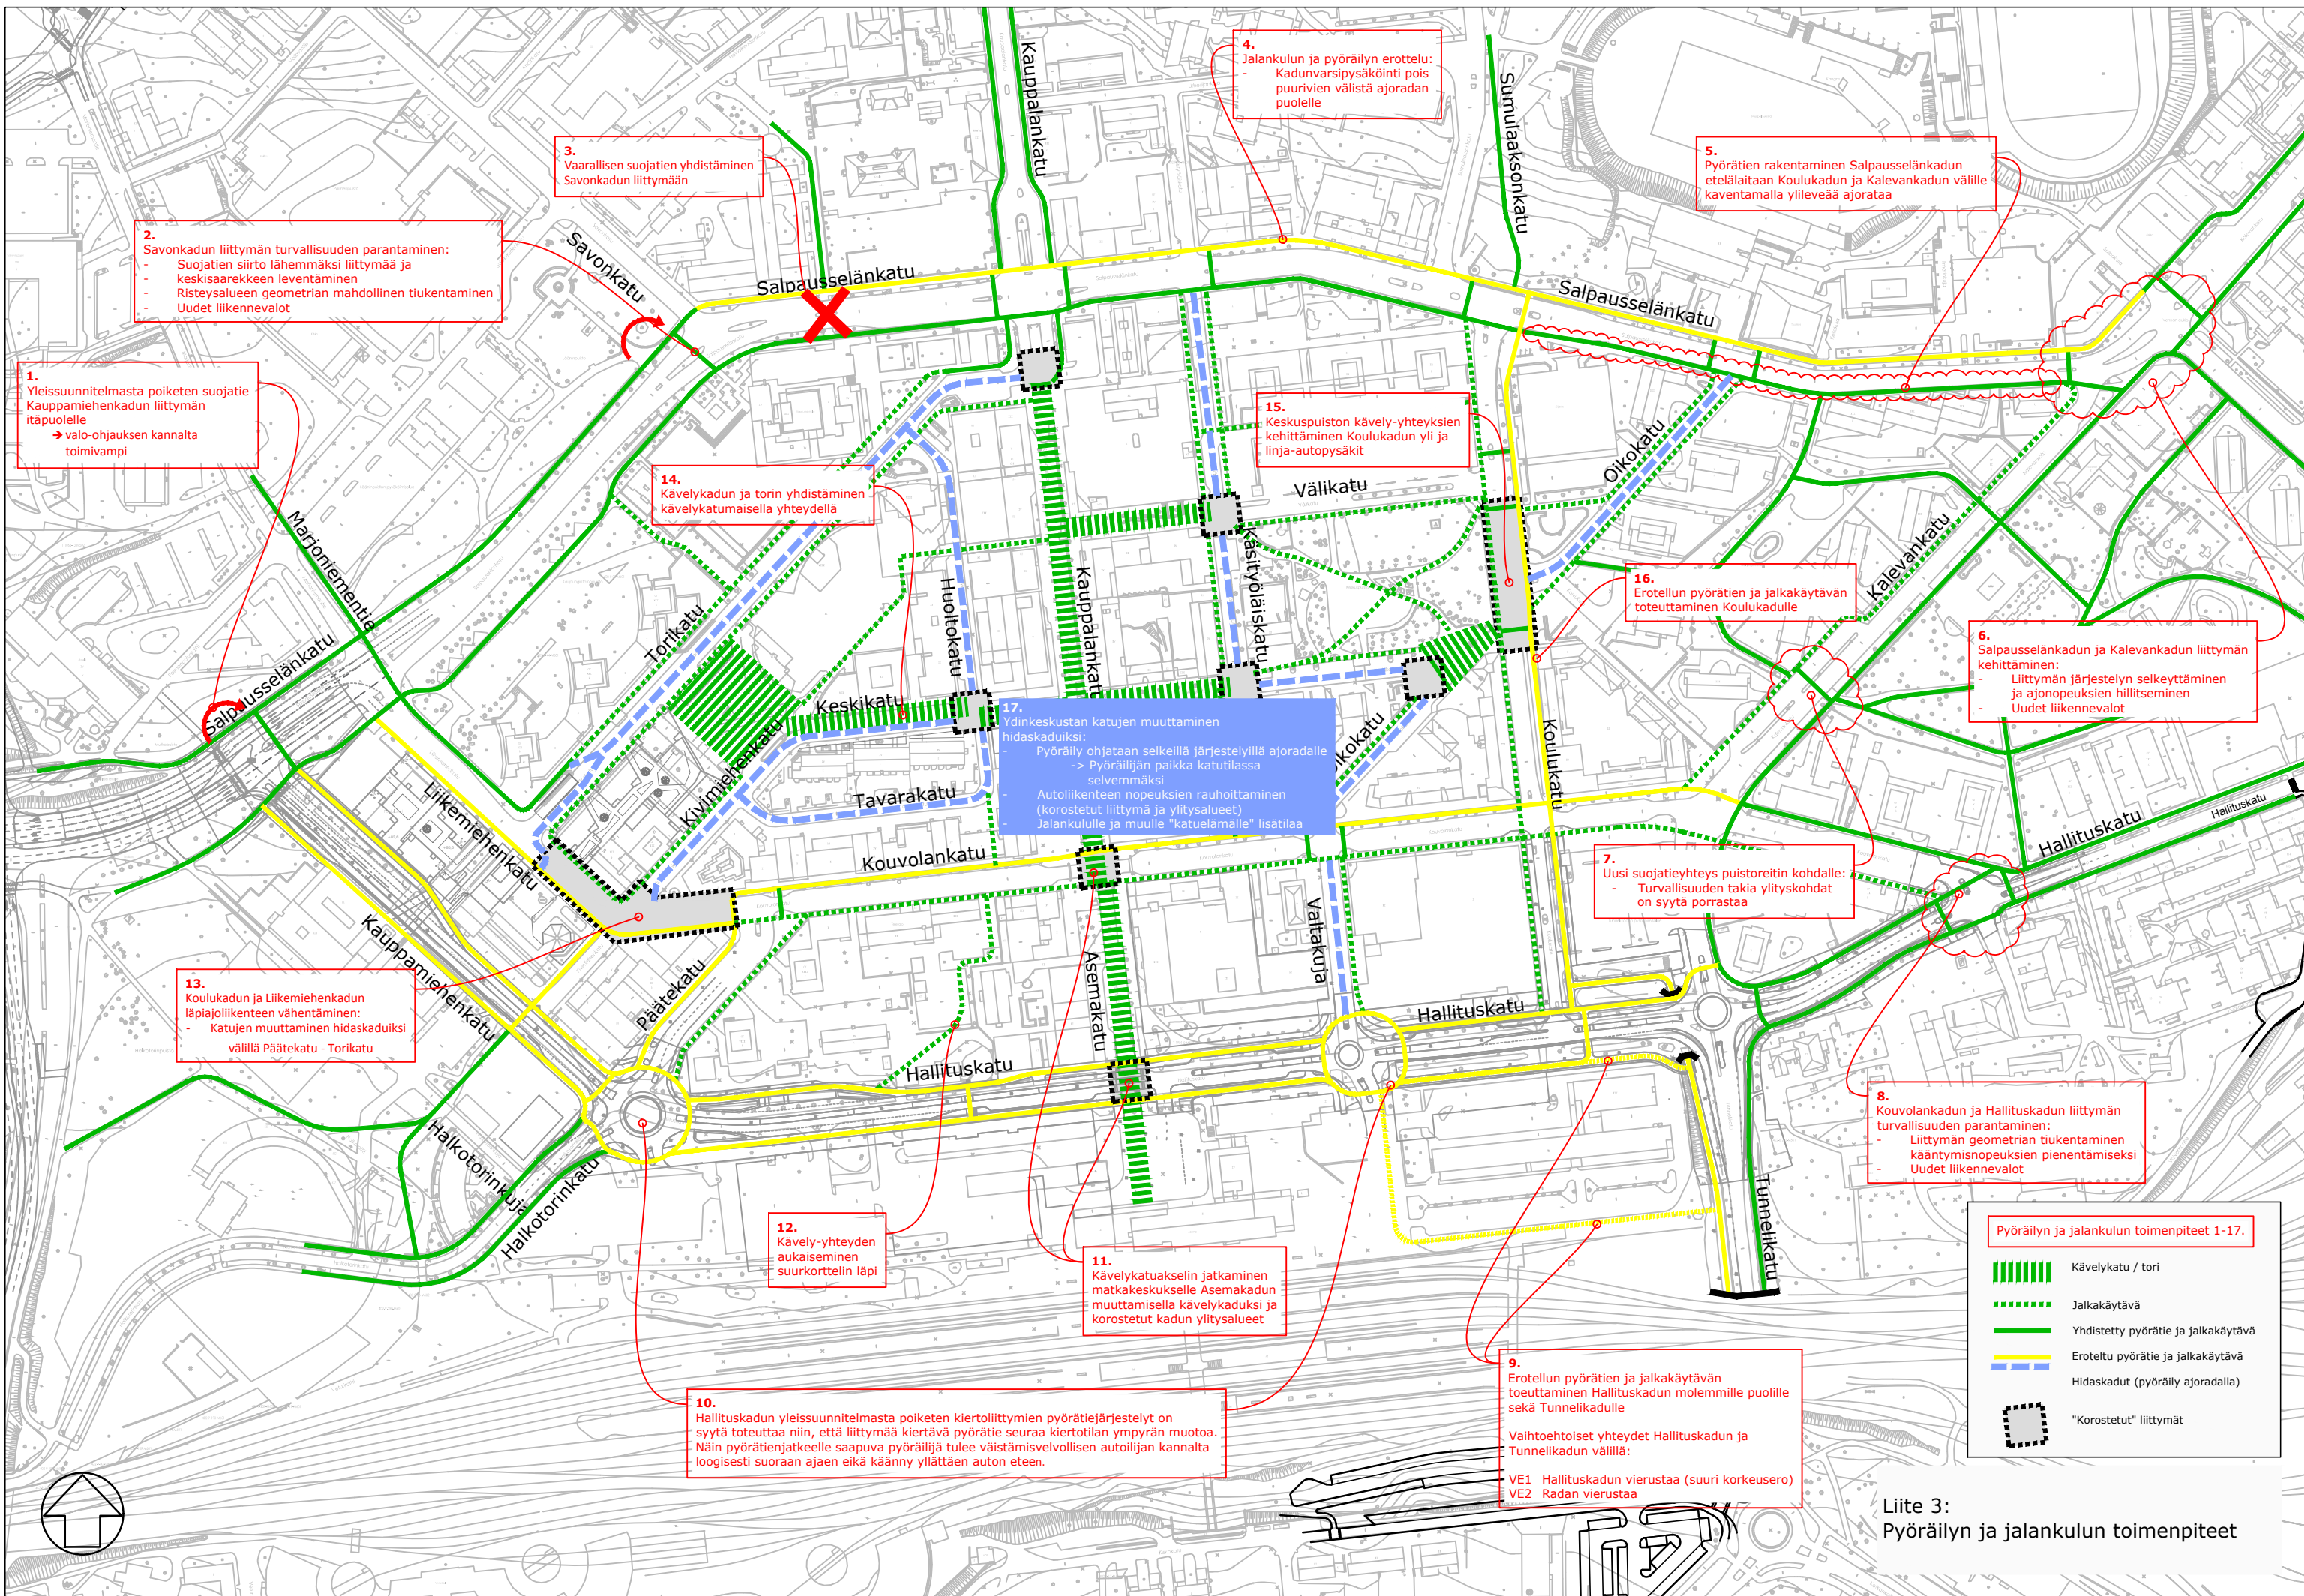 Kauppalankatu
4.
Jalankulun ja pyöräilyn erottelu:
- Kadunvarsipysäköinti pois
puurivien välistä ajoradan
puolelle
Sumulaaksonkatu
3.
Vaarallisen suojatien yhdistäminen
Savonkadun liittymään
5.
Pyörätien rakentaminen Salpausselänkadun
etelälaitaan Koulukadun ja Kalevankadun välille
kaventamalla ylileveää ajorataa
2.
Savonkadun liittymän turvallisuuden parantaminen:
- Suojatien siirto lähemmäksi liittymää ja
- keskisaarekkeen leventäminen
- Risteysalueen geometrian mahdollinen tiukentaminen
- Uudet liikennevalot
Savonkatu
Salpausselänkatu
Salpausselänkatu
1.
Yleissuunnitelmasta poiketen suojatie
Kauppamiehenkadun liittymän
itäpuolelle
➔ valo-ohjauksen kannalta
toimivampi
15.
Keskuspuiston kävely-yhteyksien
kehittäminen Koulukadun yli ja
linja-autopysäkit
14.
Kävelykadun ja torin yhdistäminen
kävelykatumaisella yhteydellä
Välikatu
Oikokatu
Marjoniementie
Käsityöläiskatu
Kalevankatu
Huoltokatu
Kauppalankatu
16.
Erotellun pyörätien ja jalkakäytävän
toteuttaminen Koulukadulle
Torikatu
Salpausselänkatu
6.
Salpausselänkadun ja Kalevankadun liittymän
kehittäminen:
- Liittymän järjestelyn selkeyttäminen
ja ajonopeuksien hillitseminen
- Uudet liikennevalot
Keskikatu
17.
Ydinkeskustan katujen muuttaminen
hidaskaduiksi:
- Pyöräily ohjataan selkeillä järjestelyillä ajoradalle
-> Pyöräilijän paikka katutilassa
selvemmäksi
- Autoliikenteen nopeuksien rauhoittaminen
(korostetut liittymä ja ylitysalueet)
- Jalankululle ja muulle "katuelämälle" lisätilaa
Oikokatu
Koulukatu
Kivimiehenkatu
Tavarakatu
Liikemiehenkatu
Kouvolankatu
Hallituskatu
Hallituskatu
7.
Uusi suojatieyhteys puistoreitin kohdalle:
- Turvallisuuden takia ylityskohdat
on syytä porrastaa
Valtakuja
Kauppamiehenkatu
Päätekatu
Asemakatu
13.
Koulukadun ja Liikemiehenkadun
läpiajoliikenteen vähentäminen:
- Katujen muuttaminen hidaskaduiksi
välillä Päätekatu - Torikatu
Hallituskatu
Hallituskatu
8.
Kouvolankadun ja Hallituskadun liittymän
turvallisuuden parantaminen:
- Liittymän geometrian tiukentaminen
kääntymisnopeuksien pienentämiseksi
- Uudet liikennevalot
Halkotorinkuja
Halkotorinkatu
Tunnelikatu
12.
Kävely-yhteyden
aukaiseminen
suurkorttelin läpi
11.
Kävelykatuakselin jatkaminen
matkakeskukselle Asemakadun
muuttamisella kävelykaduksi ja
korostetut kadun ylitysalueet
Pyöräilyn ja jalankulun toimenpiteet 1-17.
Kävelykatu / tori
Jalkakäytävä
Yhdistetty pyörätie ja jalkakäytävä
Eroteltu pyörätie ja jalkakäytävä
Hidaskadut (pyöräily ajoradalla)
"Korostetut" liittymät
9.
Erotellun pyörätien ja jalkakäytävän
toeuttaminen Hallituskadun molemmille puolille
sekä Tunnelikadulle
Vaihtoehtoiset yhteydet Hallituskadun ja
Tunnelikadun välillä:
VE1 Hallituskadun vierustaa (suuri korkeusero)
VE2 Radan vierustaa
10.
Hallituskadun yleissuunnitelmasta poiketen kiertoliittymien pyörätiejärjestelyt on
syytä toteuttaa niin, että liittymää kiertävä pyörätie seuraa kiertotilan ympyrän muotoa.
Näin pyörätienjatkeelle saapuva pyöräilijä tulee väistämisvelvollisen autoilijan kannalta
loogisesti suoraan ajaen eikä käänny yllättäen auton eteen.
Liite 3:
Pyöräilyn ja jalankulun toimenpiteet